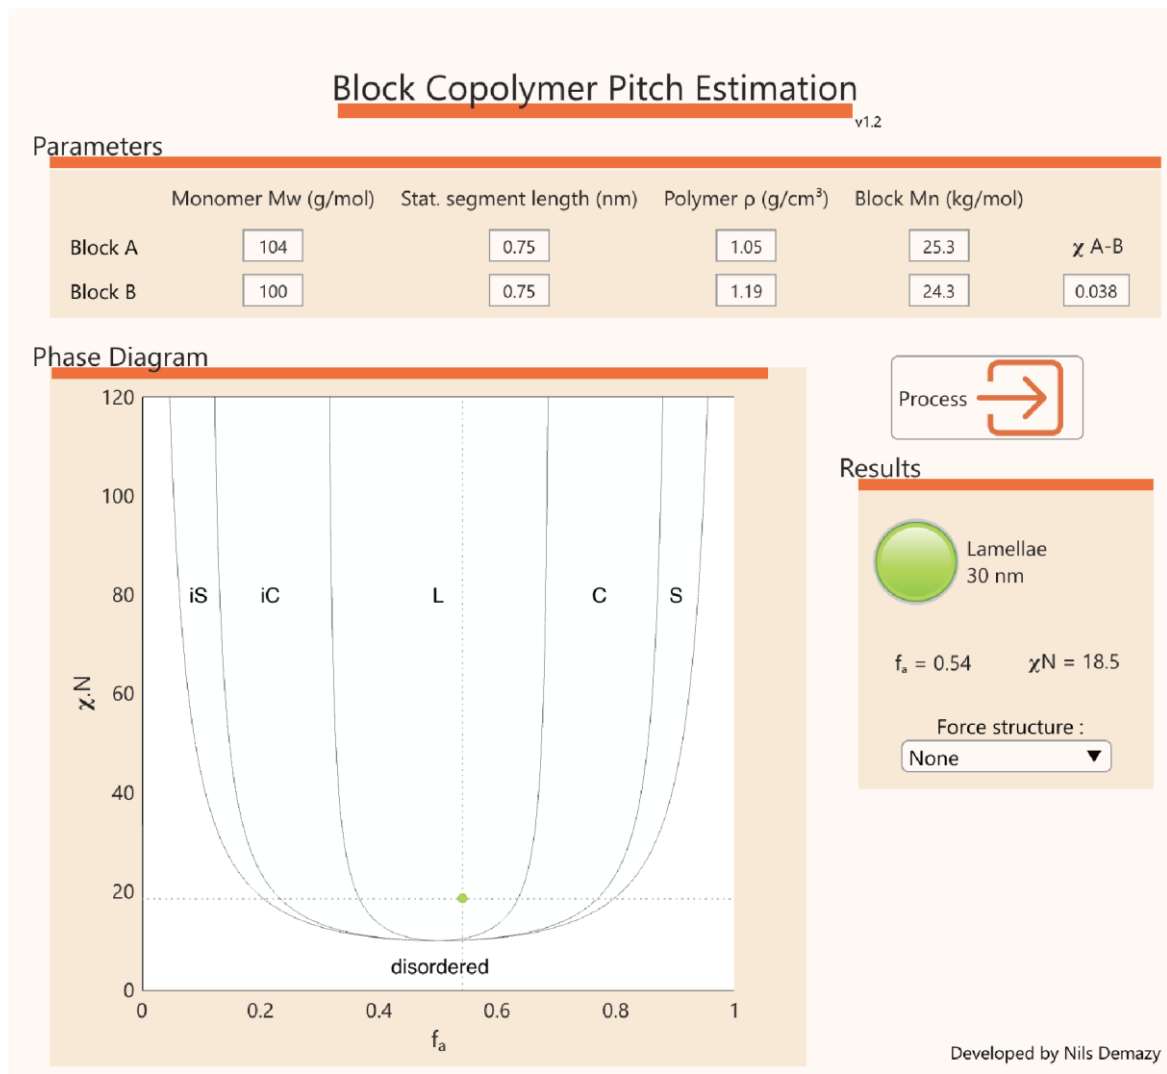 Block Copolymer Pitch Estimation
v1.2
Parameters
Monomer Mw (g/mol) Stat. segment length (nm) Polymer ρ (g/cm³) Block Mn (kg/mol)
Block A 104 0.75 1.05 25.3 χ A-B
Block B 100 0.75 1.19 24.3 0.038
Phase Diagram
Process
120
100
80
60
40
20
0
χ.N
iS iC L C S
disordered
0 0.2 0.4 0.6 0.8 1
fₐ
Results
Lamellae
30 nm
fₐ = 0.54 χN = 18.5
Force structure :
None
Developed by Nils Demazy